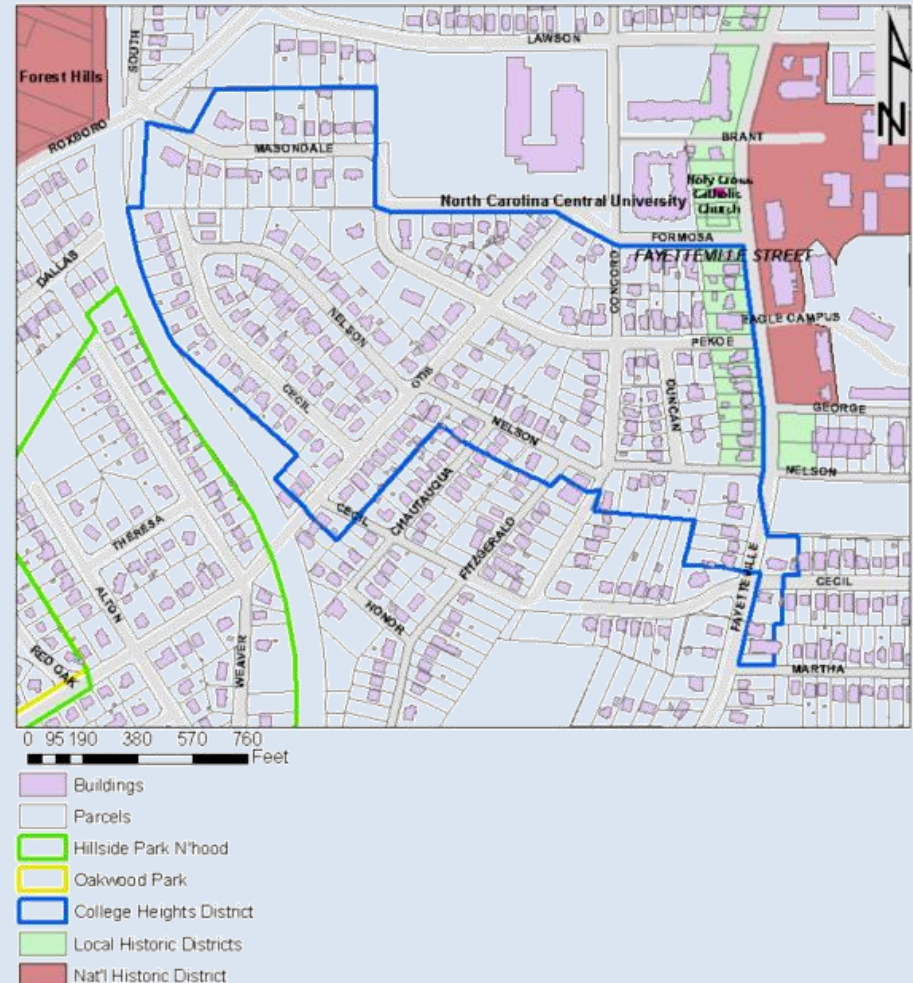 LAWSON
SOUTH
Forest Hills
ROXBORO
BRANT
N
MASONDALE
Holy Cross
Catholic
Church
North Carolina Central University
FORMOSA
FAYETTEVILLE STREET
DALLAS
CONCORD
NELSON
EAGLE CAMPUS
PEKOE
OTIS
CECIL
DUNCAN
GEORGE
NELSON
NELSON
CECIL
CHAUTAUQUA
THERESA
FITZGERALD
FAYETTEVILLE
CECIL
ALTON
HONOR
WEAVER
RED OAK
MARTHA
0 95 190 380 570 760
Feet
Buildings
Parcels
Hillside Park N'hood
Oakwood Park
College Heights District
Local Historic Districts
Nat'l Historic District